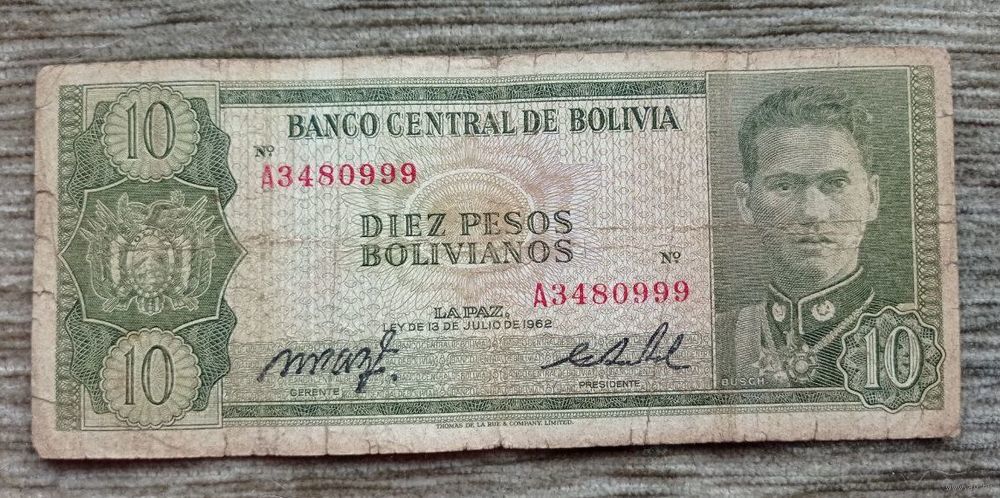 10
BANCO CENTRAL DE BOLIVIA
Nº
A3480999
DIEZ PESOS
BOLIVIANOS
Nº
A3480999
LA PAZ,
LEY DE 13 DE JULIO DE 1962
10
GERENTE
PRESIDENTE
BUSCH
10
THOMAS DE LA RUE & COMPANY, LIMITED.